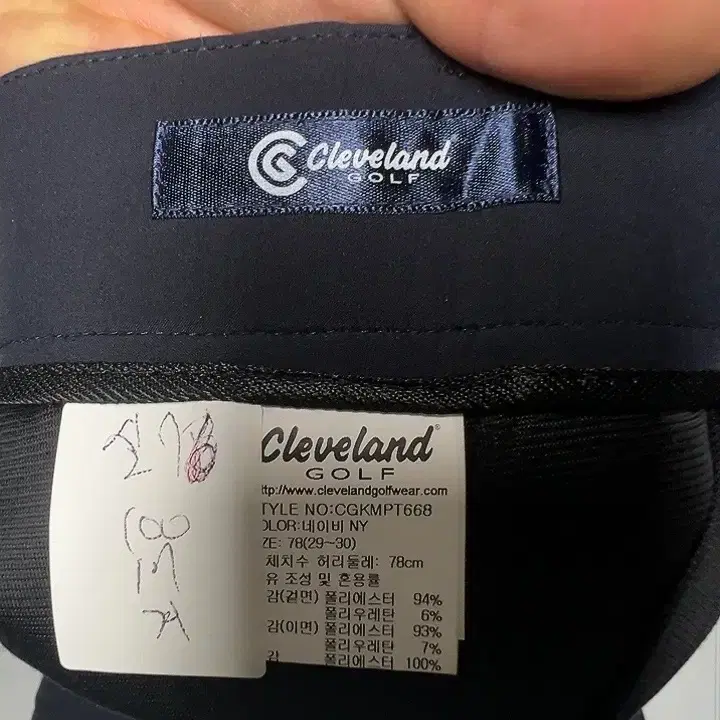 Cleveland
GOLF
Cleveland
GOLF
ttp://www.clevelandgolfwear.com
TYLE NO:CGKMPT668
OLOR:네이비 NY
ZE: 78(29~30)
체치수 허리둘레: 78cm
유 조성 및 혼용률
감(겉면) 폴리에스터 94%
폴리우레탄 6%
감(이면) 폴리에스터 93%
폴리우레탄 7%
감 폴리에스터 100%